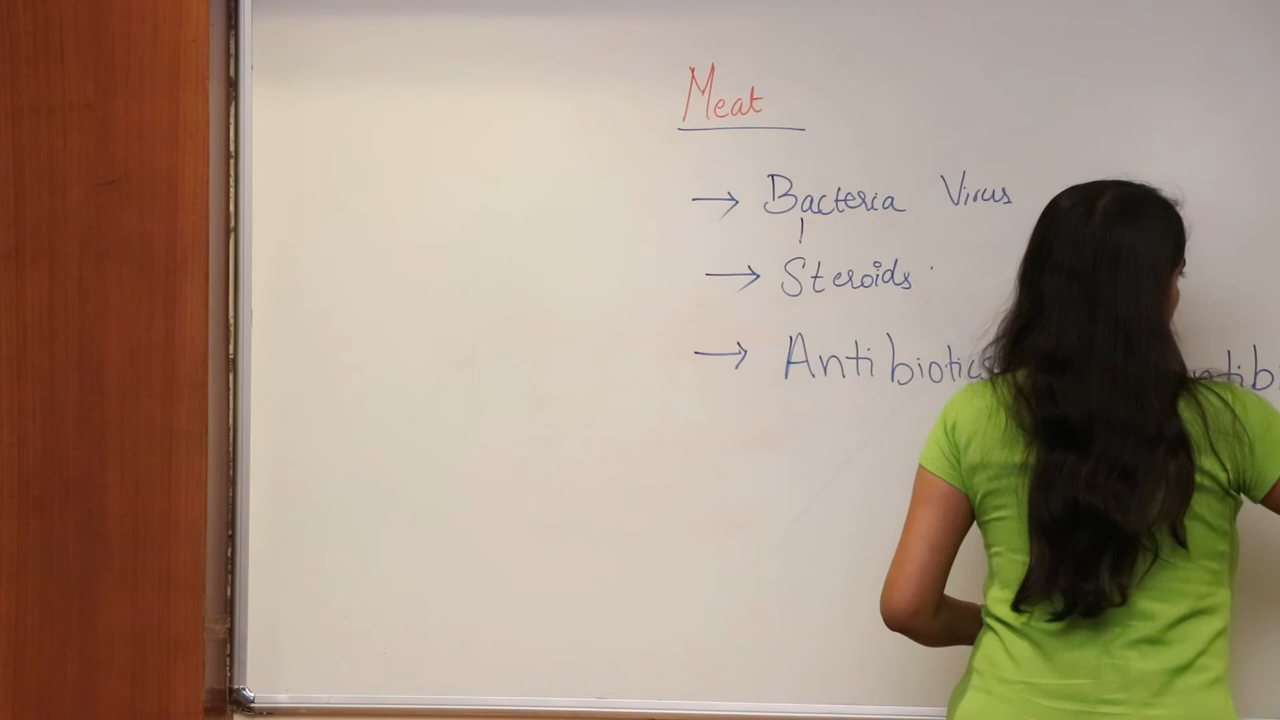 Meat
→ Bacteria Virus
→ Steroids
→ Antibiotics